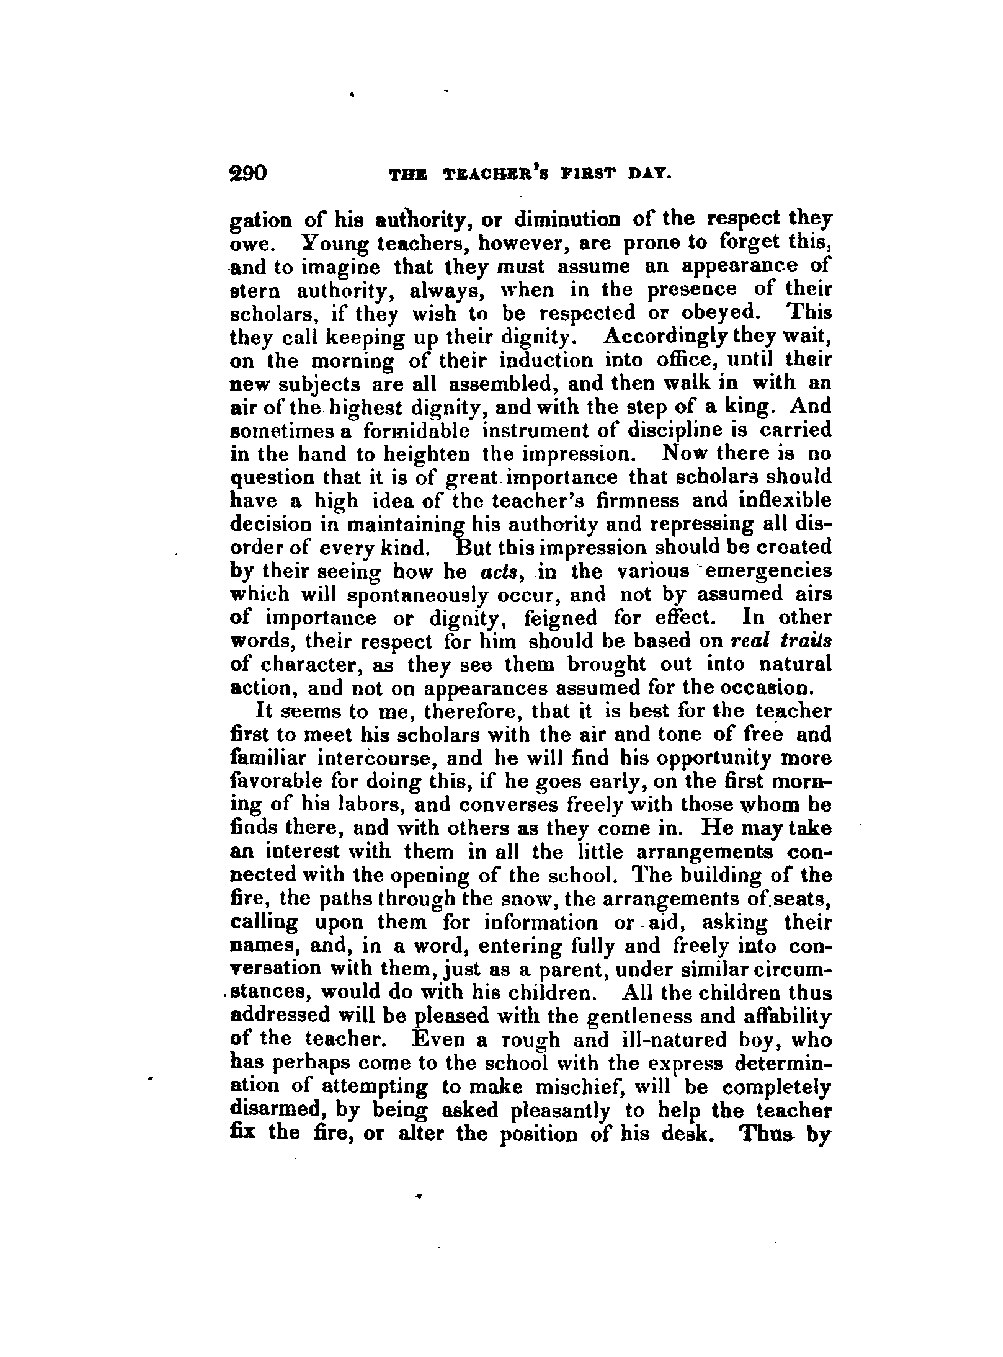 290 THE TEACHER'S FIRST DAY.
gation of his authority, or diminution of the respect they
owe. Young teachers, however, are prone to forget this,
and to imagine that they must assume an appearance of
stern authority, always, when in the presence of their
scholars, if they wish to be respected or obeyed. This
they call keeping up their dignity. Accordingly they wait,
on the morning of their induction into office, until their
new subjects are all assembled, and then walk in with an
air of the highest dignity, and with the step of a king. And
sometimes a formidable instrument of discipline is carried
in the hand to heighten the impression. Now there is no
question that it is of great importance that scholars should
have a high idea of the teacher's firmness and inflexible
decision in maintaining his authority and repressing all dis-
order of every kind. But this impression should be created
by their seeing how he acts, in the various emergencies
which will spontaneously occur, and not by assumed airs
of importance or dignity, feigned for effect. In other
words, their respect for him should be based on real traits
of character, as they see them brought out into natural
action, and not on appearances assumed for the occasion.
It seems to me, therefore, that it is best for the teacher
first to meet his scholars with the air and tone of free and
familiar intercourse, and he will find his opportunity more
favorable for doing this, if he goes early, on the first morn-
ing of his labors, and converses freely with those whom he
finds there, and with others as they come in. He may take
an interest with them in all the little arrangements con-
nected with the opening of the school. The building of the
fire, the paths through the snow, the arrangements of seats,
calling upon them for information or aid, asking their
names, and, in a word, entering fully and freely into con-
versation with them, just as a parent, under similar circum-
stances, would do with his children. All the children thus
addressed will be pleased with the gentleness and affability
of the teacher. Even a rough and ill-natured boy, who
has perhaps come to the school with the express determin-
ation of attempting to make mischief, will be completely
disarmed, by being asked pleasantly to help the teacher
fix the fire, or alter the position of his desk. Thus by